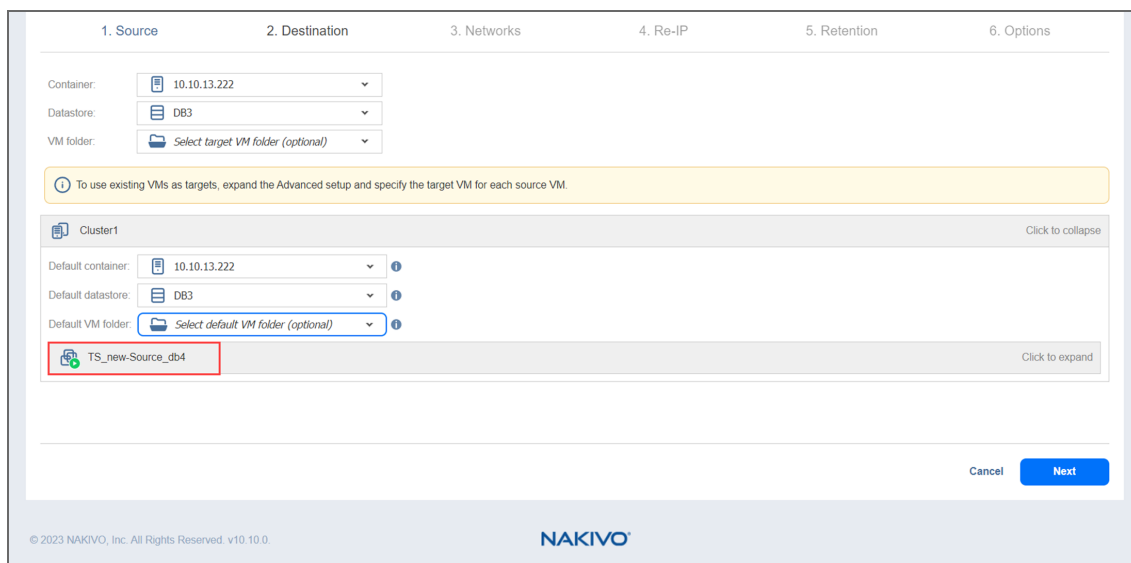 1. Source 2. Destination 3. Networks 4. Re-IP 5. Retention 6. Options
Container: 10.10.13.222
Datastore: DB3
VM folder: Select target VM folder (optional)
To use existing VMs as targets, expand the Advanced setup and specify the target VM for each source VM.
Cluster1 Click to collapse
Default container: 10.10.13.222
Default datastore: DB3
Default VM folder: Select default VM folder (optional)
TS_new-Source_db4 Click to expand
Cancel Next
© 2023 NAKIVO, Inc. All Rights Reserved. v10.10.0. NAKIVO®